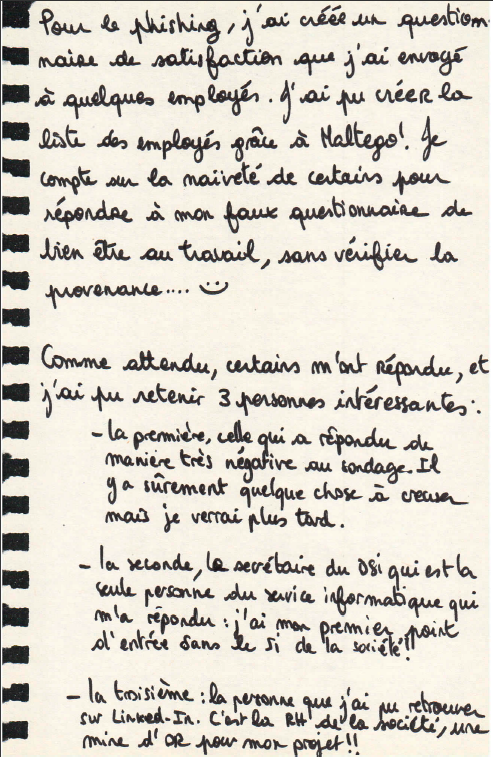 Pour le phishing, j'ai créée un question-
naire de satisfaction que j'ai envoyé
à quelques employés. J'ai pu créer la
liste des employés grâce à Maltego! Je
compte sur la naïveté de certains pour
répondre à mon faux questionnaire de
bien être au travail, sans vérifier la
provenance....
Comme attendu, certains m'ont répondu, et
j'ai pu retenir 3 personnes intéressantes:
- la première, celle qui a répondu de
manière très négative au sondage. Il
y a sûrement quelque chose à creuser
mais je verrai plus tard.
- la seconde, la secrétaire du DSi qui est la
seule personne du service informatique qui
m'a répondu : j'ai mon premier point
d'entrée dans le Si de la société!!
- la troisième : la personne que j'ai pu retrouver
sur Linked-In. C'est la RH de la société, une
mine d'OR pour mon projet!!